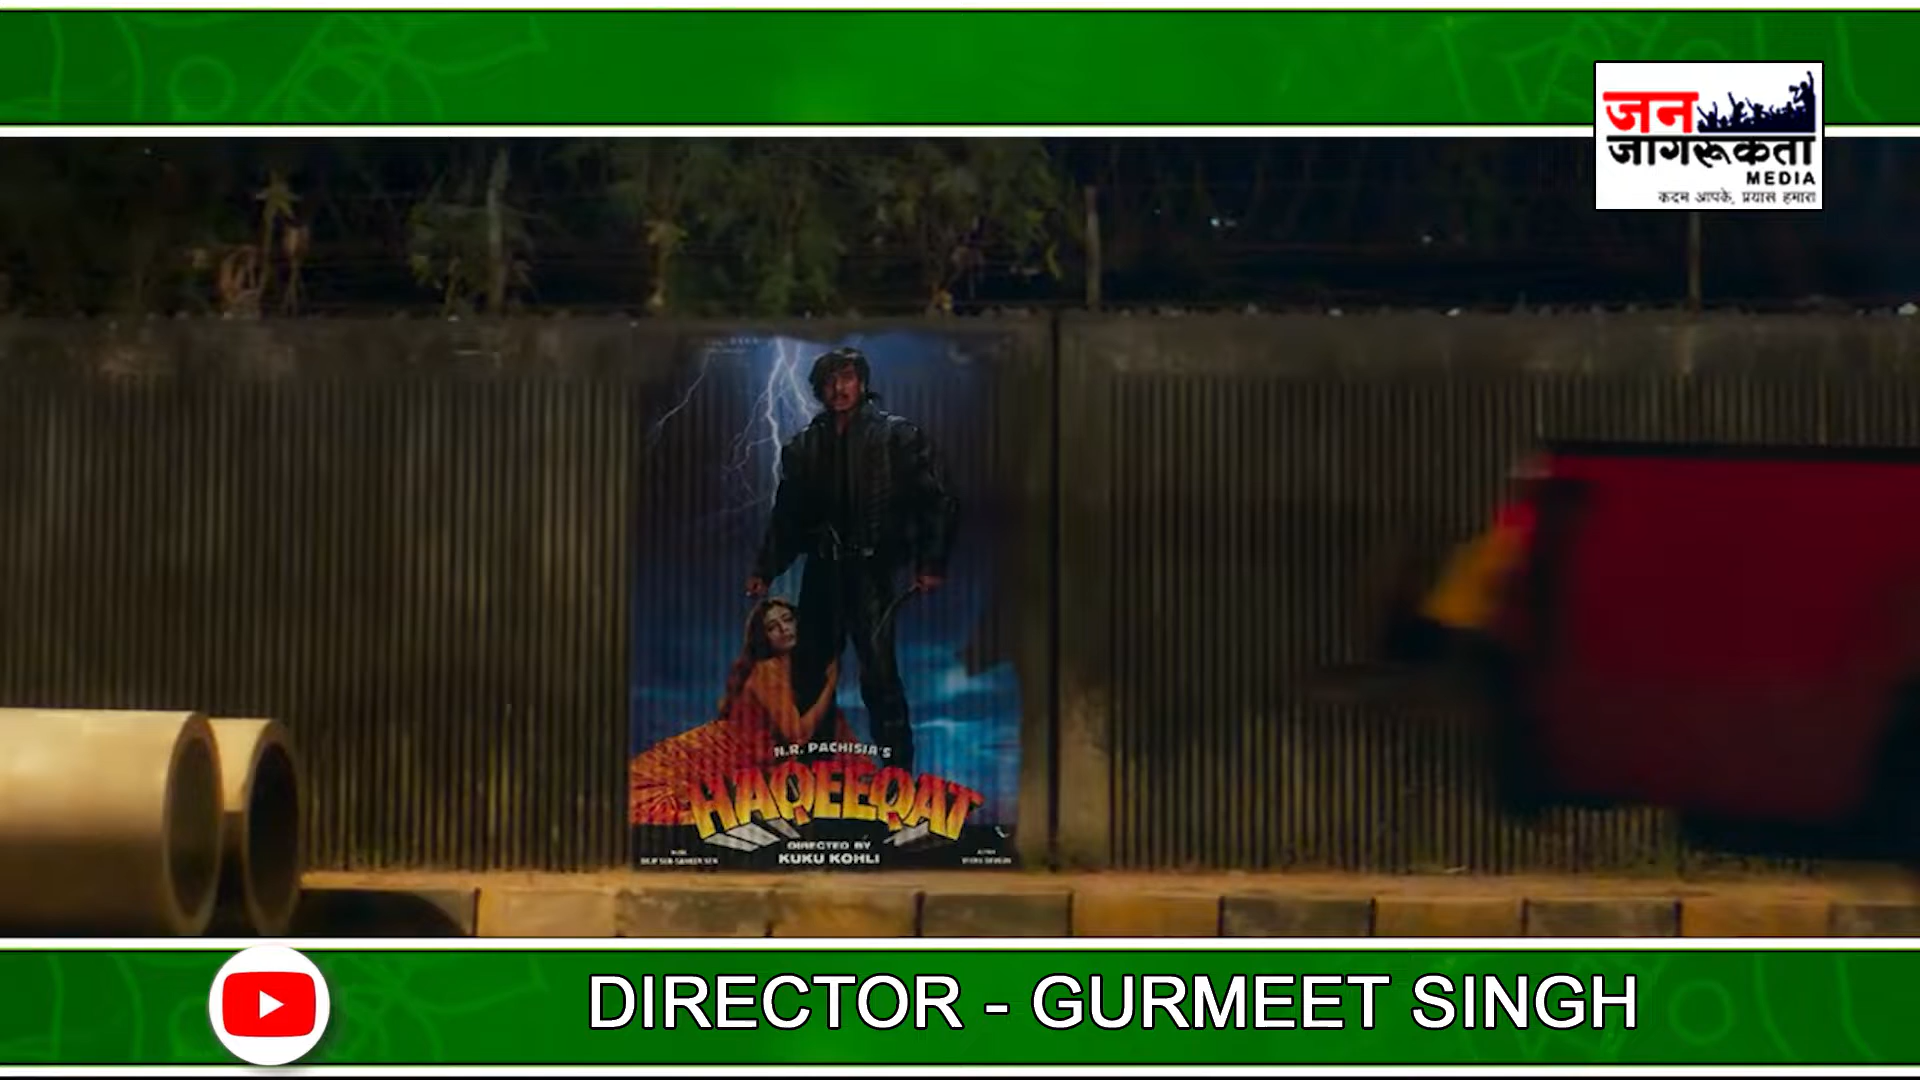 जन
जागरूकता
MEDIA
कदम आपके, प्रयास हमारा
N.R. PACHISIA'S
HAQEEQAT
DIRECTED BY
KUKU KOHLI
DIRECTOR - GURMEET SINGH